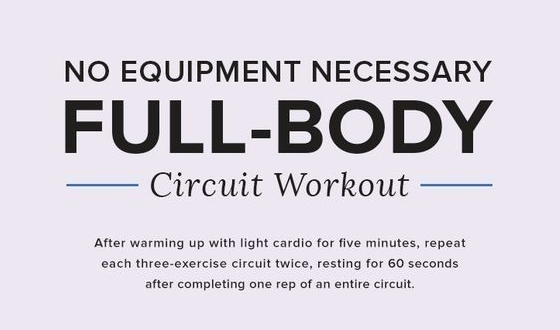 NO EQUIPMENT NECESSARY
FULL-BODY
Circuit Workout
After warming up with light cardio for five minutes, repeat
each three-exercise circuit twice, resting for 60 seconds
after completing one rep of an entire circuit.